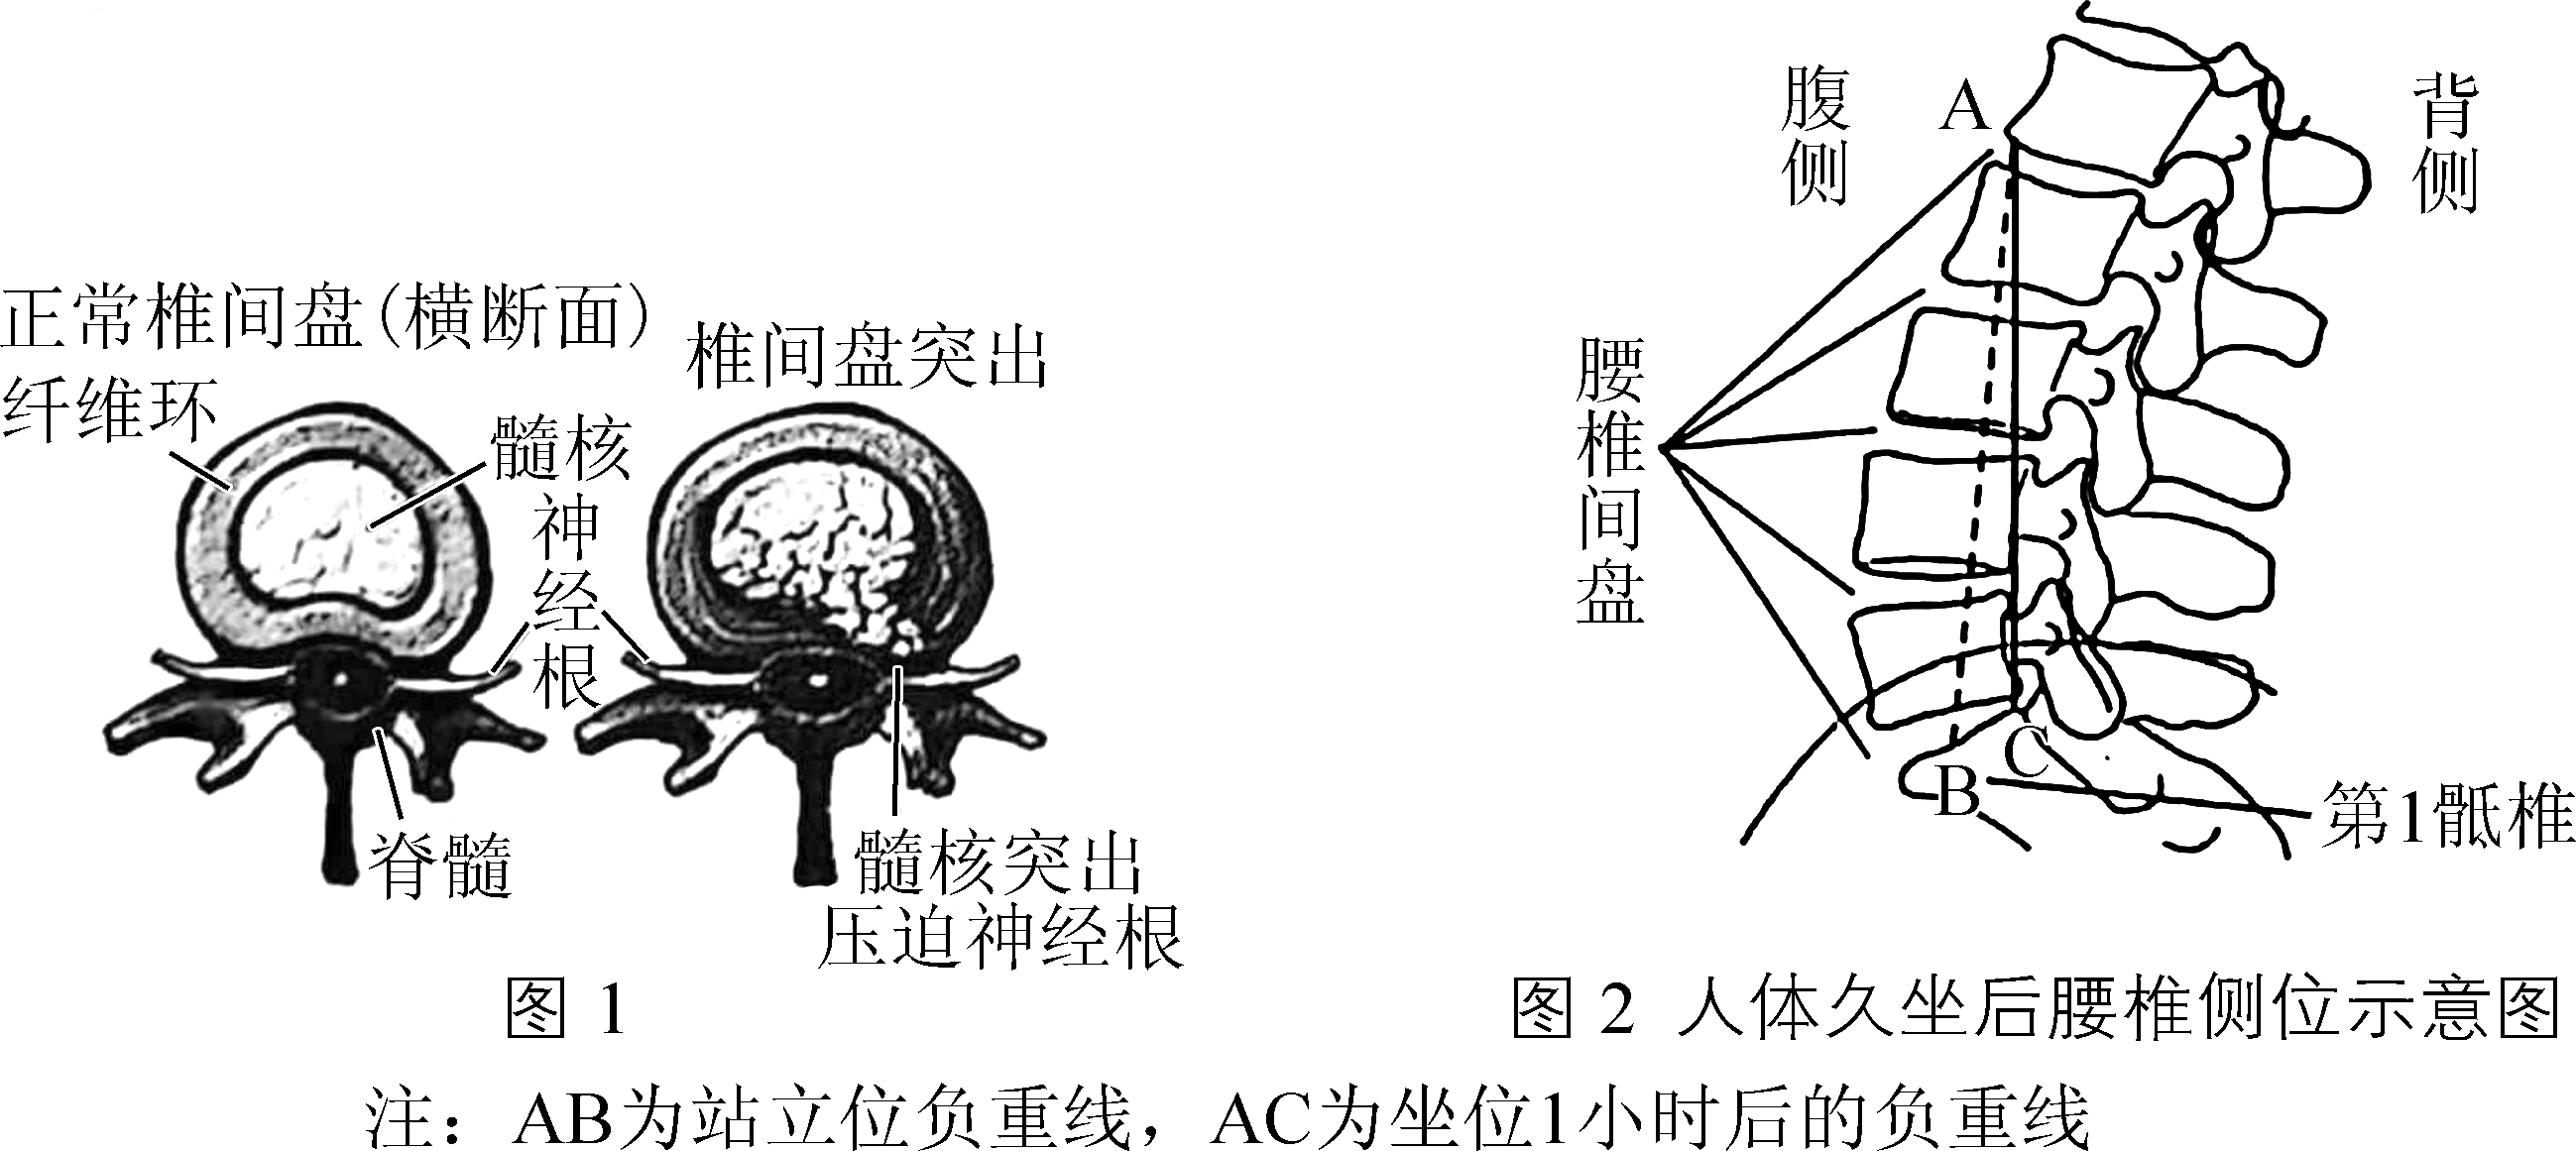 正常椎间盘(横断面)
纤维环
髓核
神经根
脊髓
椎间盘突出
髓核突出
压迫神经根
图 1
腹侧
A
背侧
腰椎间盘
B
C
第1骶椎
图 2 人体久坐后腰椎侧位示意图
注：AB为站立位负重线，AC为坐位1小时后的负重线